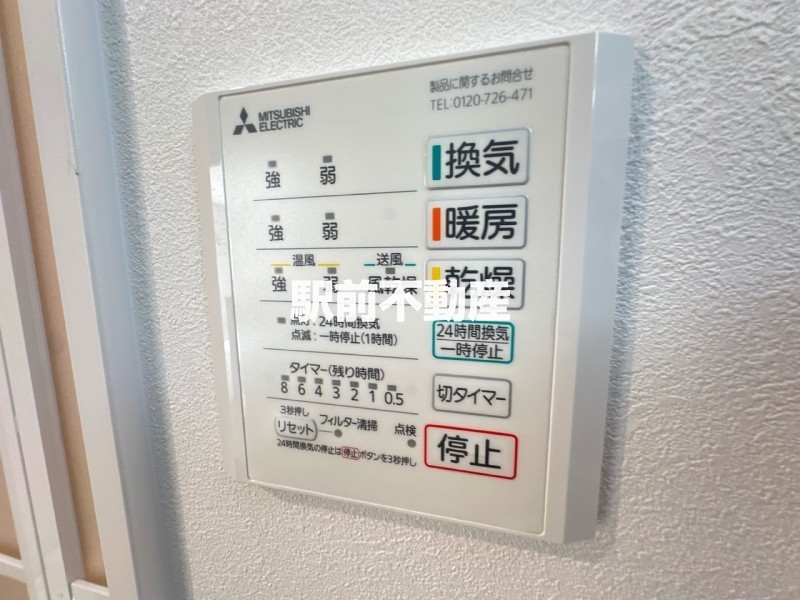 製品に関するお問合せ
TEL:0120-726-471
MITSUBISHI
ELECTRIC
強 弱 換気
強 弱 暖房
温風 送風
強 弱 風乾燥 乾燥
駅前不動産
点灯:24時間換気
点滅:一時停止(1時間)
24時間換気
一時停止
タイマー(残り時間)
8 6 4 3 2 1 0.5
切タイマー
3秒押し
リセット フィルター清掃 点検
停止
24時間換気の停止は停止ボタンを3秒押し